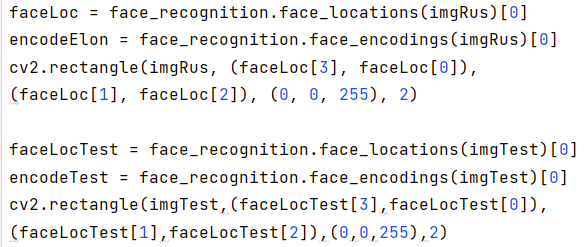 faceLoc = face_recognition.face_locations(imgRus)[0]
encodeElon = face_recognition.face_encodings(imgRus)[0]
cv2.rectangle(imgRus, (faceLoc[3], faceLoc[0]),
(faceLoc[1], faceLoc[2]), (0, 0, 255), 2)
faceLocTest = face_recognition.face_locations(imgTest)[0]
encodeTest = face_recognition.face_encodings(imgTest)[0]
cv2.rectangle(imgTest,(faceLocTest[3],faceLocTest[0]),
(faceLocTest[1],faceLocTest[2]),(0,0,255),2)